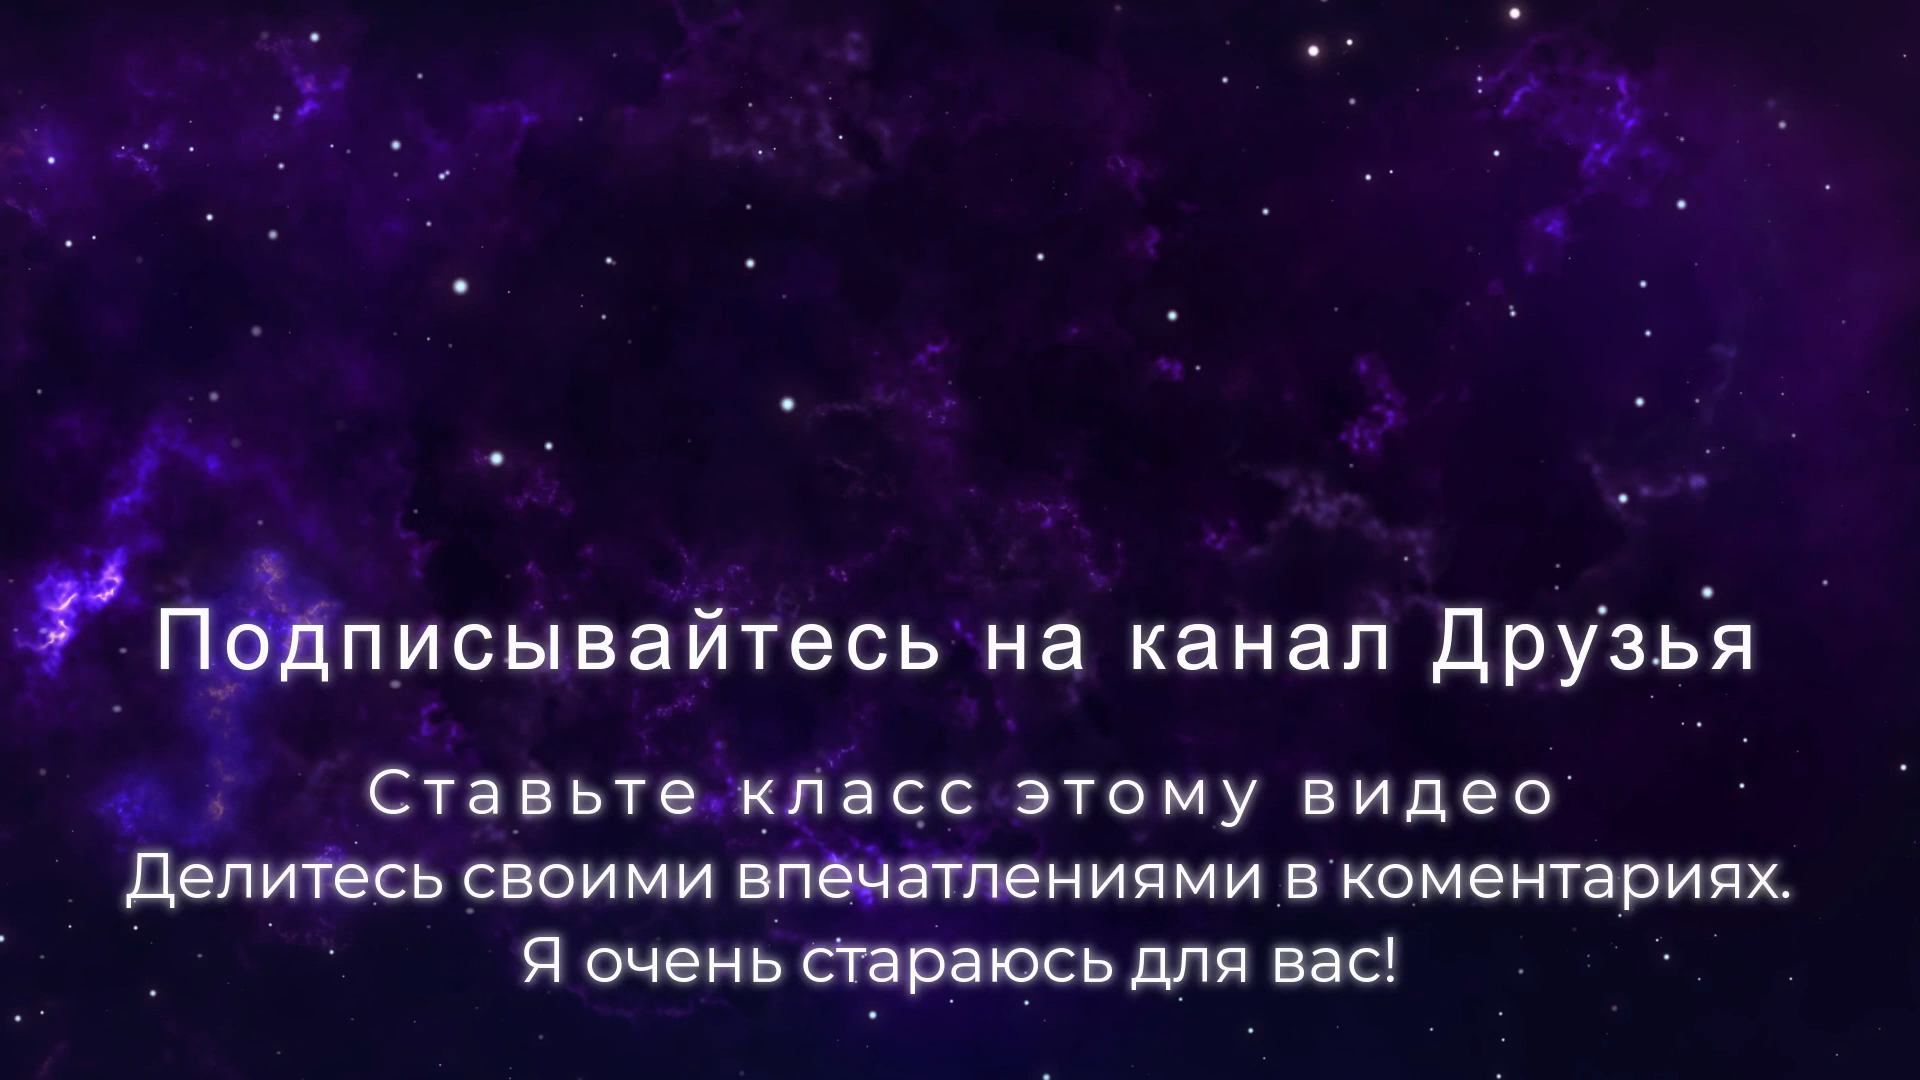 Подписывайтесь на канал Друзья
Ставьте класс этому видео
Делитесь своими впечатлениями в коментариях.
Я очень стараюсь для вас!